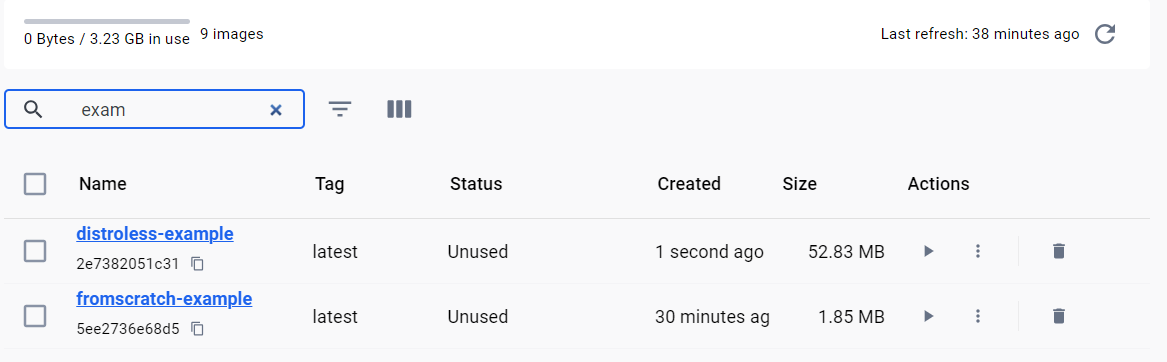 0 Bytes / 3.23 GB in use 9 images Last refresh: 38 minutes ago
exam
Name Tag Status Created Size Actions
distroless-example
latest Unused 1 second ago 52.83 MB
2e7382051c31
fromscratch-example
latest Unused 30 minutes ag 1.85 MB
5ee2736e68d5